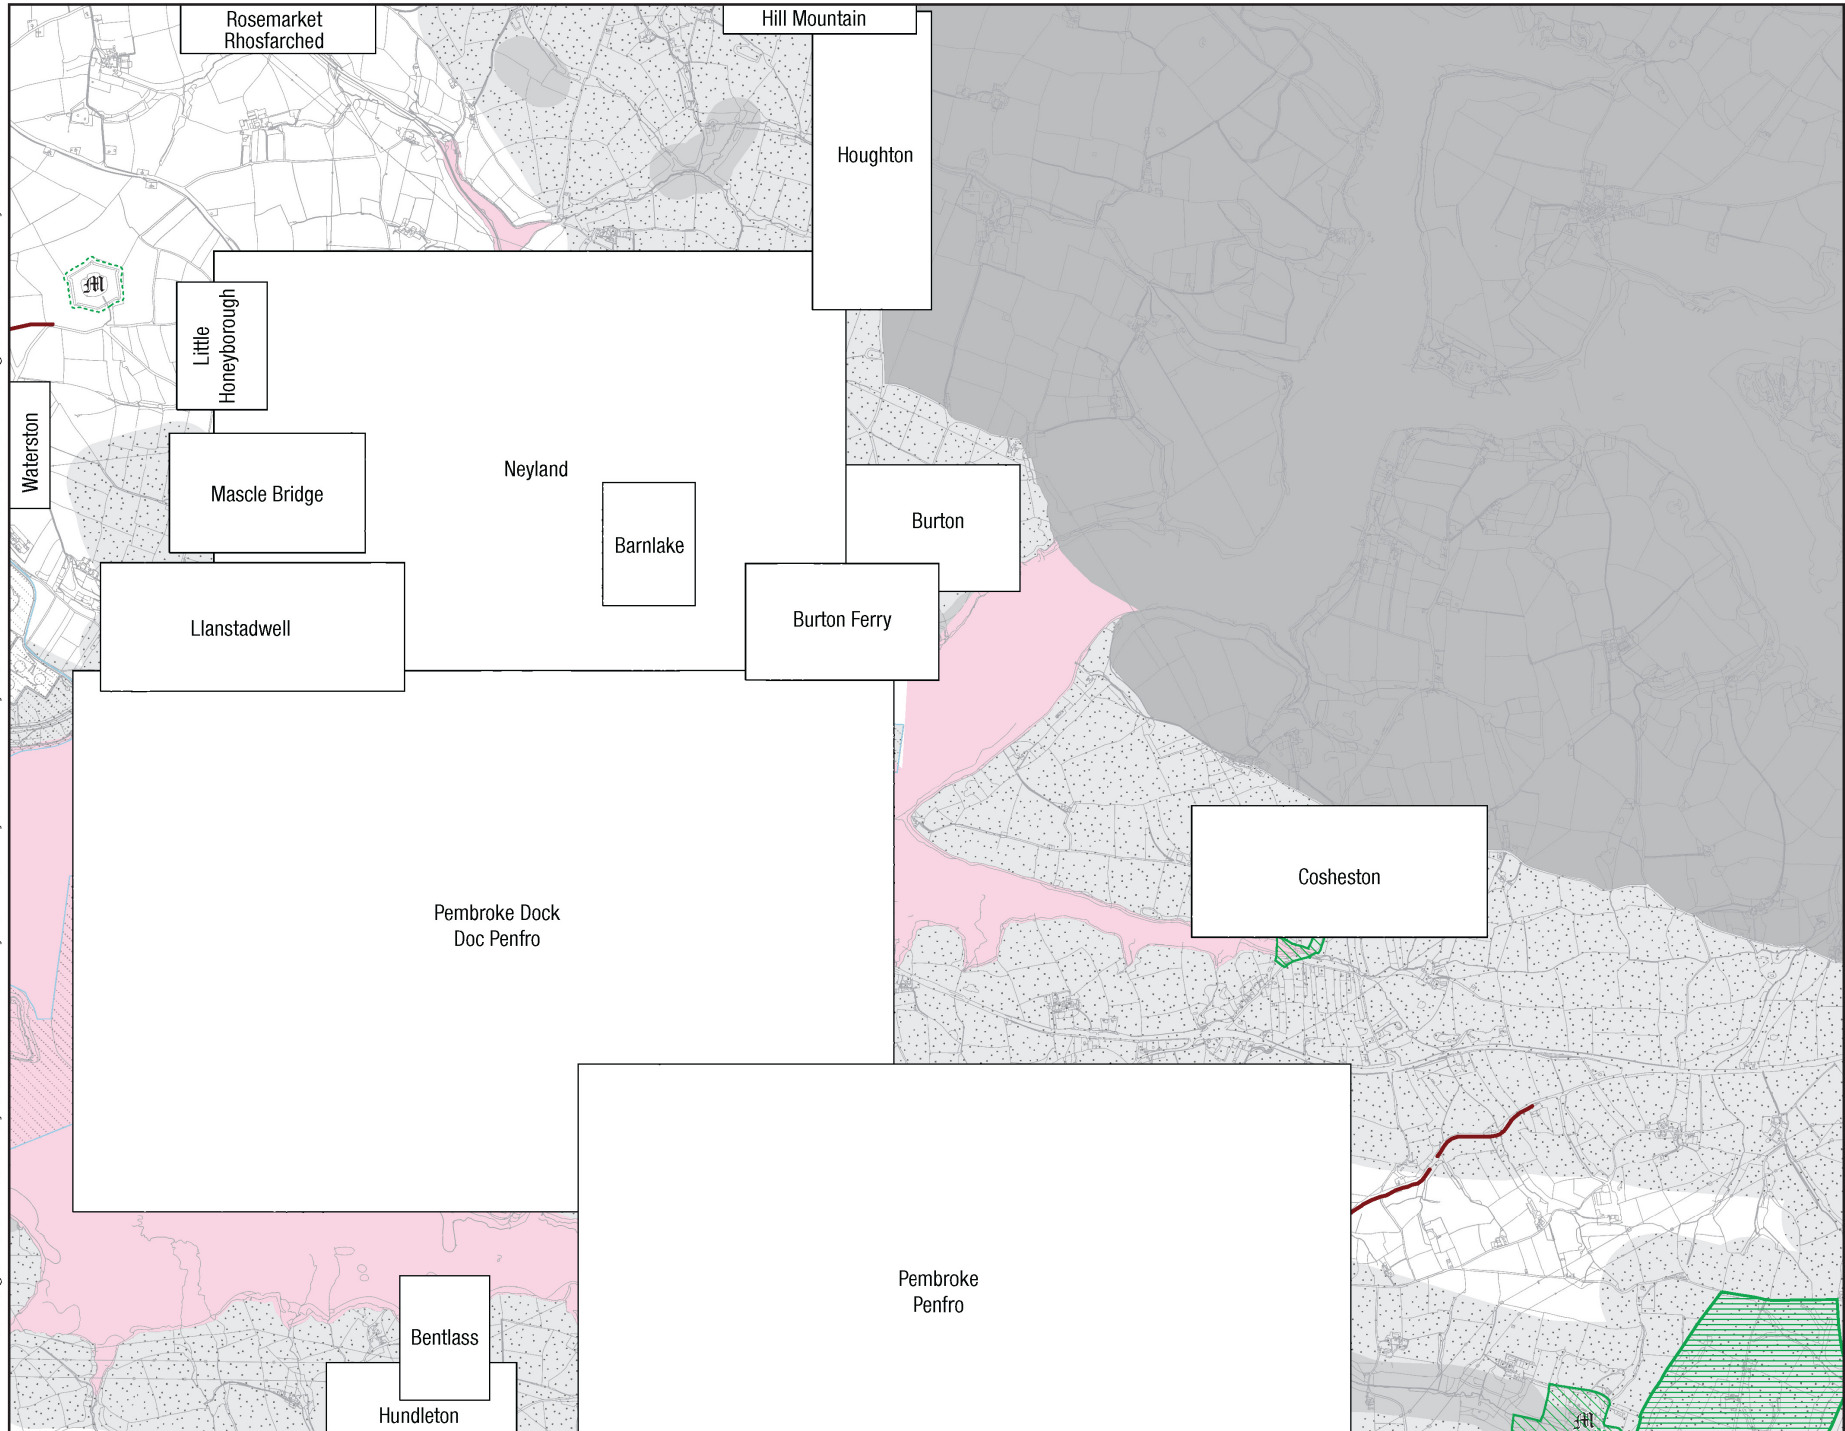 Rosemarket
Rhosfarched
Hill Mountain
Houghton
M
Little
Honeyborough
Waterston
Mascle Bridge
Neyland
Barnlake
Burton
Burton Ferry
Llanstadwell
Cosheston
Pembroke Dock
Doc Penfro
Pembroke
Penfro
Bentlass
Hundleton
M